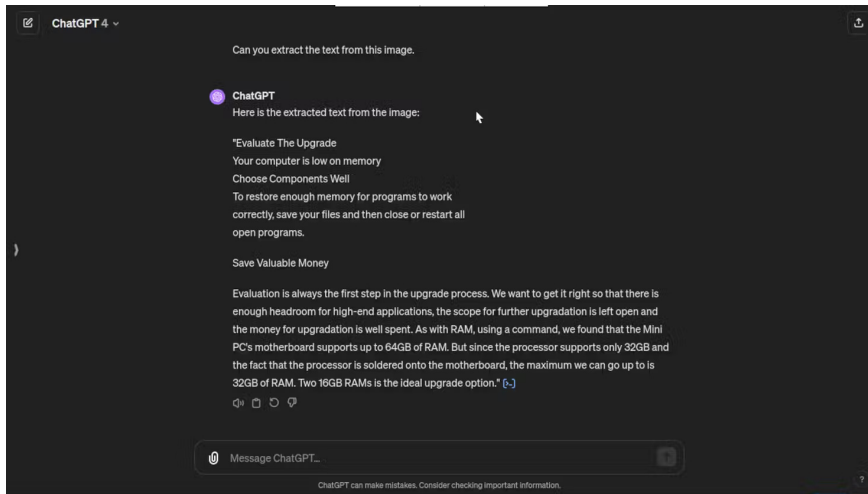 ChatGPT 4
Can you extract the text from this image.
ChatGPT
Here is the extracted text from the image:
"Evaluate The Upgrade
Your computer is low on memory
Choose Components Well
To restore enough memory for programs to work
correctly, save your files and then close or restart all
open programs.
Save Valuable Money
Evaluation is always the first step in the upgrade process. We want to get it right so that there is
enough headroom for high-end applications, the scope for further upgradation is left open and
the money for upgradation is well spent. As with RAM, using a command, we found that the Mini
PC's motherboard supports up to 64GB of RAM. But since the processor supports only 32GB and
the fact that the processor is soldered onto the motherboard, the maximum we can go up to is
32GB of RAM. Two 16GB RAMs is the ideal upgrade option." [>_]
Message ChatGPT...
ChatGPT can make mistakes. Consider checking important information.
?